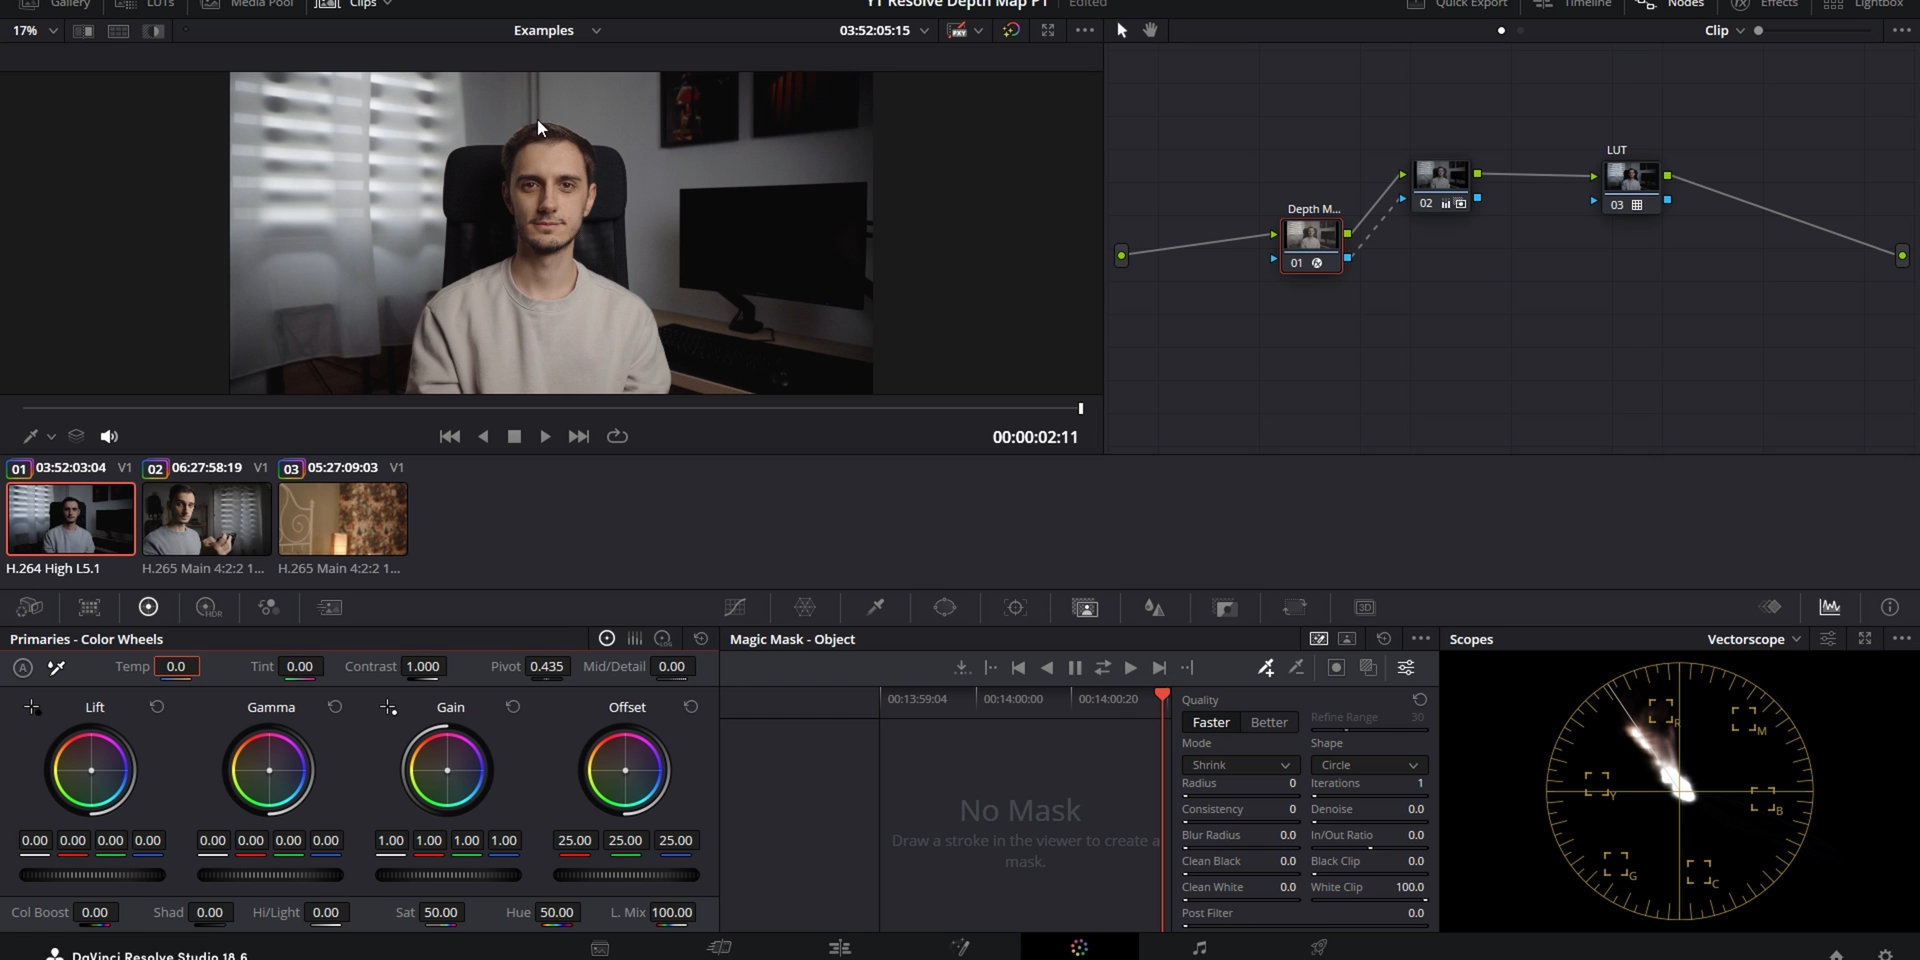 Gallery LUTs Media Pool Clips YT Resolve Depth Map P1 Edited Quick Export Timeline Nodes Effects Lightbox
17% Examples 03:52:05:15 PXY Clip
LUT
Depth M...
02 03
01
00:00:02:11
01 03:52:03:04 V1 02 06:27:58:19 V1 03 05:27:09:03 V1
H.264 High L5.1 H.265 Main 4:2:2 1... H.265 Main 4:2:2 1...
HDR 3D
Primaries - Color Wheels LOG Magic Mask - Object Scopes Vectorscope
A Temp 0.0 Tint 0.00 Contrast 1.000 Pivot 0.435 Mid/Detail 0.00
Lift Gamma Gain Offset
00:13:59:04 00:14:00:00 00:14:00:20
Quality
Faster Better Refine Range 30
Mode Shape
Shrink Circle
Radius 0 Iterations 1
Consistency 0 Denoise 0.0
Blur Radius 0.0 In/Out Ratio 0.0
Clean Black 0.0 Black Clip 0.0
Clean White 0.0 White Clip 100.0
Post Filter 0.0
No Mask
Draw a stroke in the viewer to create a
mask.
R M
Y B
G C
0.00 0.00 0.00 0.00 0.00 0.00 0.00 0.00 1.00 1.00 1.00 1.00 25.00 25.00 25.00
Col Boost 0.00 Shad 0.00 Hi/Light 0.00 Sat 50.00 Hue 50.00 L. Mix 100.00
DaVinci Resolve Studio 18.6